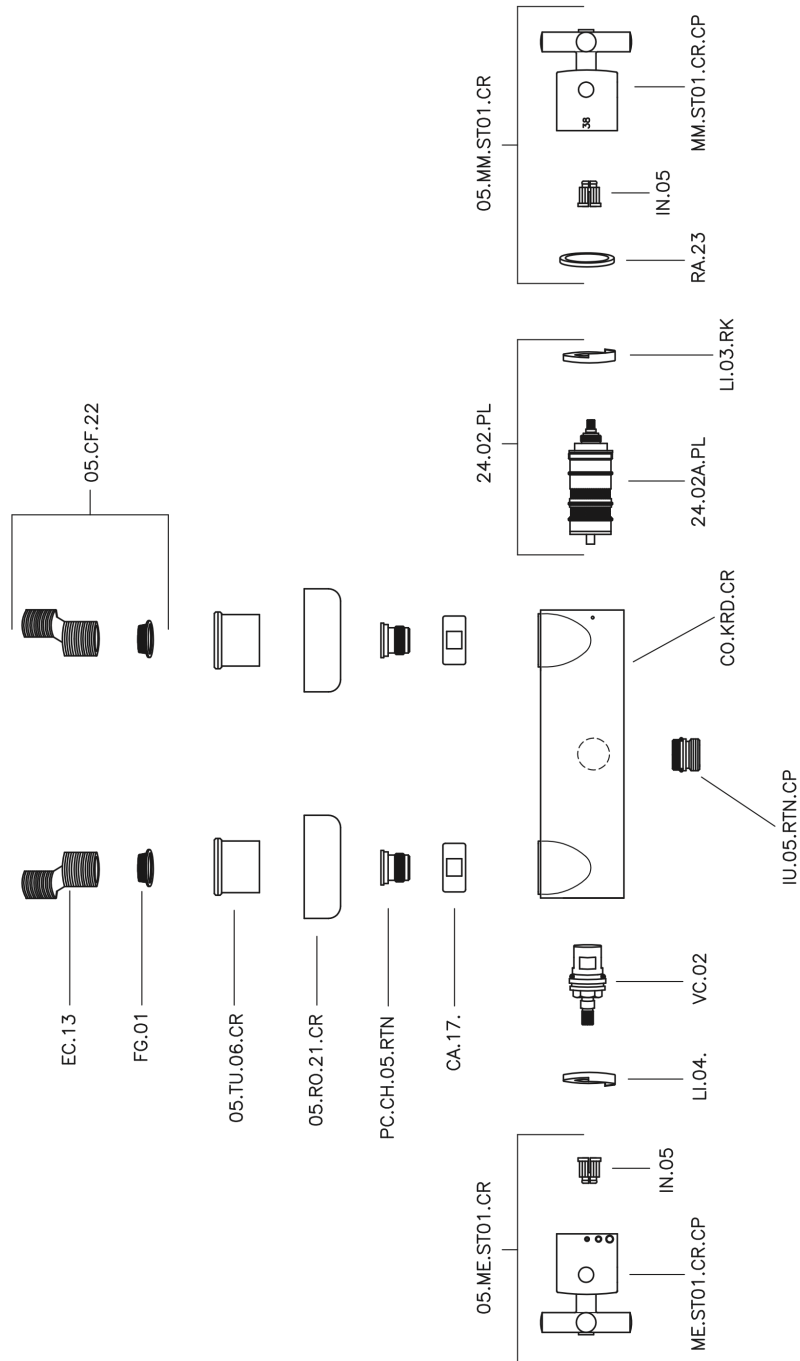 05.MM.ST01.CR
MM.ST01.CR.CP
38
IN.05
RA.23
LI.03.RK
24.02.PL
24.02A.PL
05.CF.22
CO.KRD.CR
IU.05.RTN.CP
EC.13
FG.01
05.TU.06.CR
05.RO.21.CR
PC.CH.05.RTN
CA.17.
VC.02
LI.04.
05.ME.ST01.CR
IN.05
ME.ST01.CR.CP